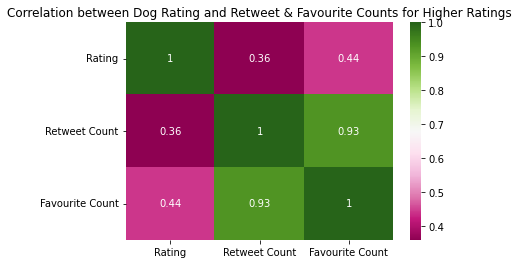 Correlation between Dog Rating and Retweet & Favourite Counts for Higher Ratings
Rating
1
0.36
0.44
Retweet Count
0.36
1
0.93
Favourite Count
0.44
0.93
1
Rating
Retweet Count
Favourite Count
1.0
0.9
0.8
0.7
0.6
0.5
0.4